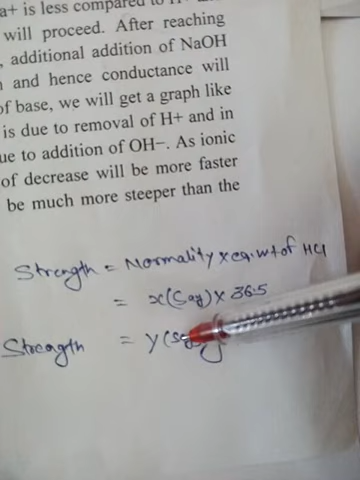 a+ is less compared to H+
will proceed. After reaching
, additional addition of NaOH
and hence conductance will
of base, we will get a graph like
is due to removal of H+ and in
ue to addition of OH−. As ionic
of decrease will be more faster
be much more steeper than the
Strength = Normality × eq. wt of HCl
= x (Say) × 36.5
Strength = y (say)